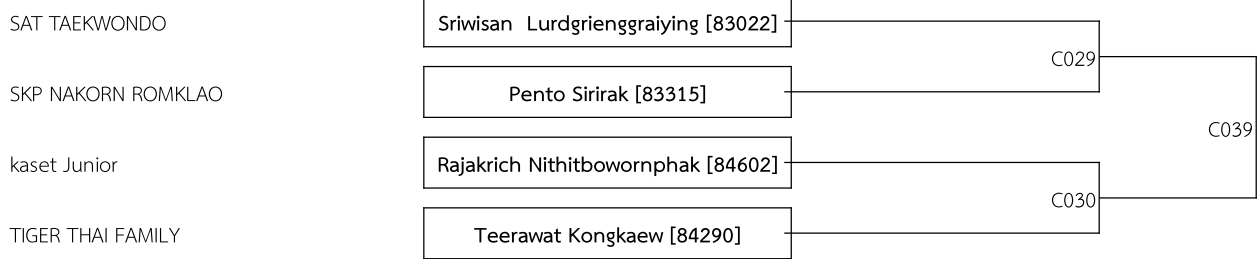 SAT TAEKWONDO
Sriwisan  Lurdgrienggraiying [83022]
C029
SKP NAKORN ROMKLAO
Pento Sirirak [83315]
C039
kaset Junior
Rajakrich Nithitbowornphak [84602]
C030
TIGER THAI FAMILY
Teerawat Kongkaew [84290]